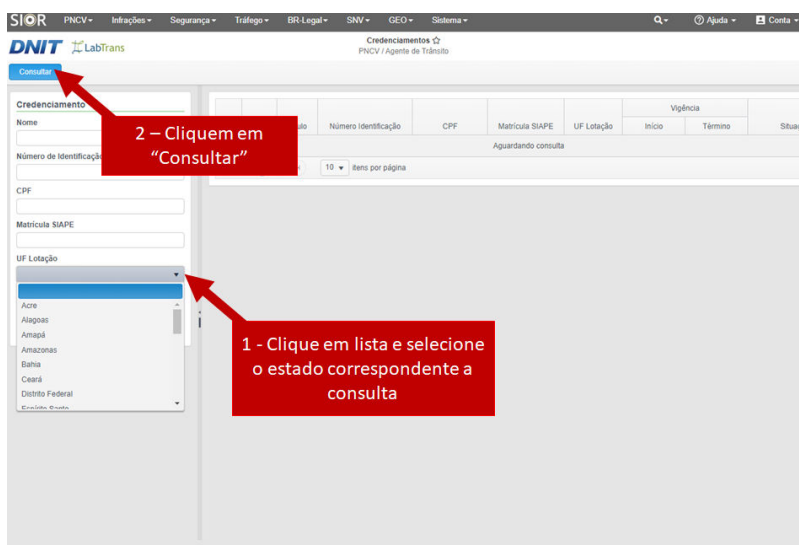 SIOR PNCV Infrações Segurança Tráfego BR-Legal SNV GEO Sistema Ajuda Conta
DNIT LabTrans
Credenciamentos
PNCV / Agente de Trânsito
Consultar
Credenciamento
Nome
Número de Identificação
CPF
Matrícula SIAPE
UF Lotação
Acre
Alagoas
Amapá
Amazonas
Bahia
Ceará
Distrito Federal
Espírito Santo
2 – Cliquem em
“Consultar”
Número Identificação CPF Matrícula SIAPE UF Lotação Vigência
Início Término
Aguardando consulta
10 itens por página
1 - Clique em lista e selecione
o estado correspondente a
consulta